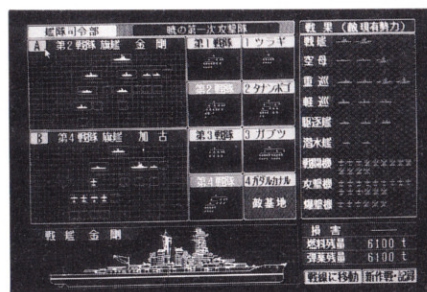 艦隊司令部
暁の第一次攻撃隊
A 第2戦隊 旗艦 金剛
B 第4戦隊 旗艦 加古
第1戦隊
第2戦隊
第3戦隊
第4戦隊
1 ツラギ
2 タナンボゴ
3 ガブツ
4 ガダルカナル
敵基地
戦艦 金剛
戦果(敵現有勢力)
戦艦
空母
重巡
軽巡
駆逐艦
潜水艦
戦闘機
攻撃機
爆撃機
損害
燃料残量 6100 t
弾薬残量 6100 t
戦線に移動
新作戦・記録